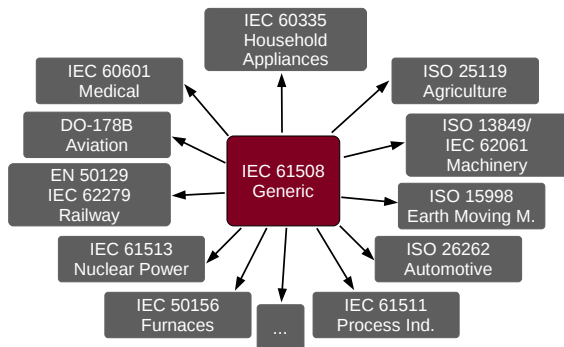 IEC 60335
Household
Appliances
IEC 60601
Medical
ISO 25119
Agriculture
DO-178B
Aviation
ISO 13849/
IEC 62061
Machinery
IEC 61508
Generic
EN 50129
IEC 62279
Railway
ISO 15998
Earth Moving M.
IEC 61513
Nuclear Power
ISO 26262
Automotive
IEC 50156
Furnaces
...
IEC 61511
Process Ind.